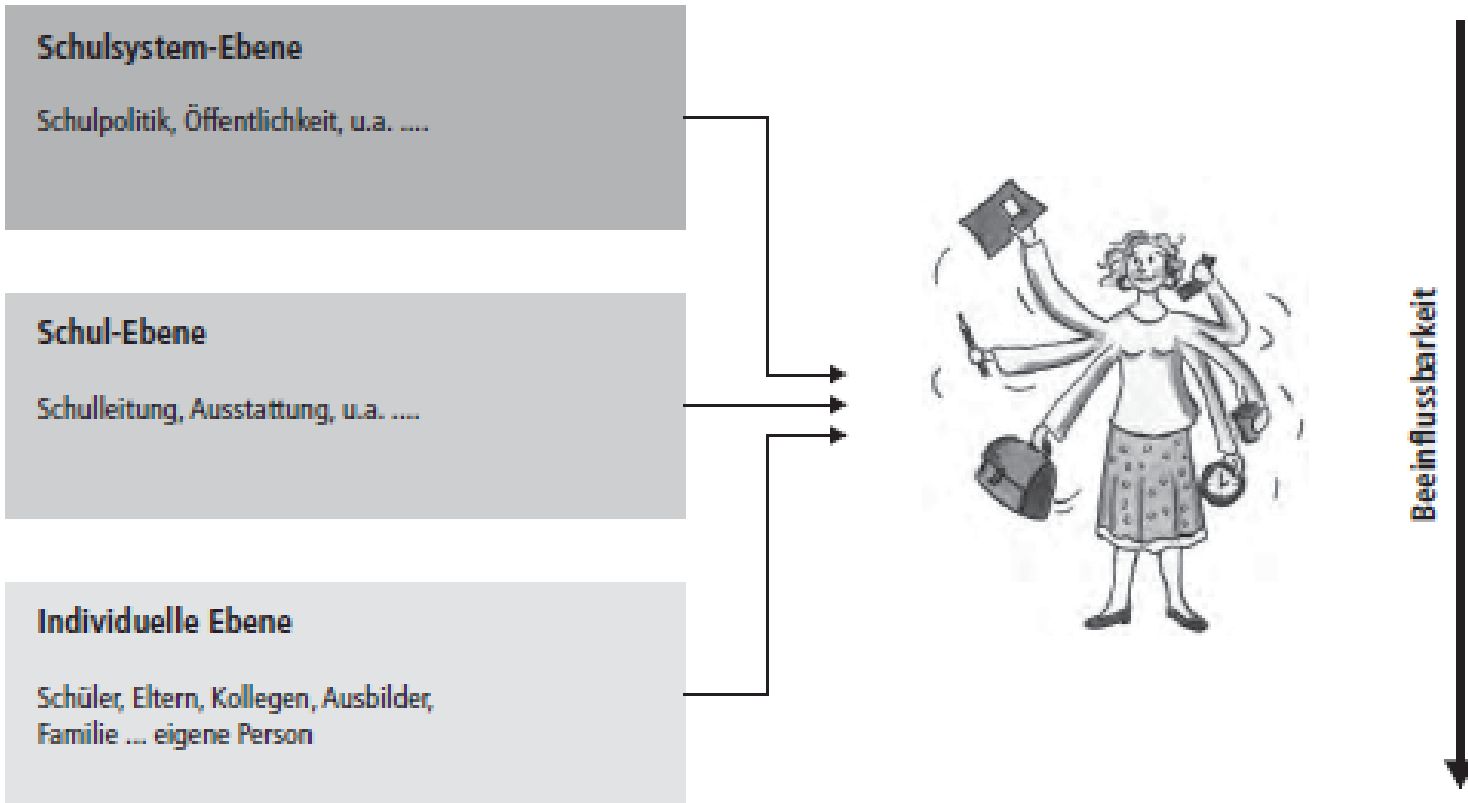 Schulsystem-Ebene
Schulpolitik, Öffentlichkeit, u.a. ....
Schul-Ebene
Schulleitung, Ausstattung, u.a. ....
Individuelle Ebene
Schüler, Eltern, Kollegen, Ausbilder,
Familie ... eigene Person
Beeinflussbarkeit